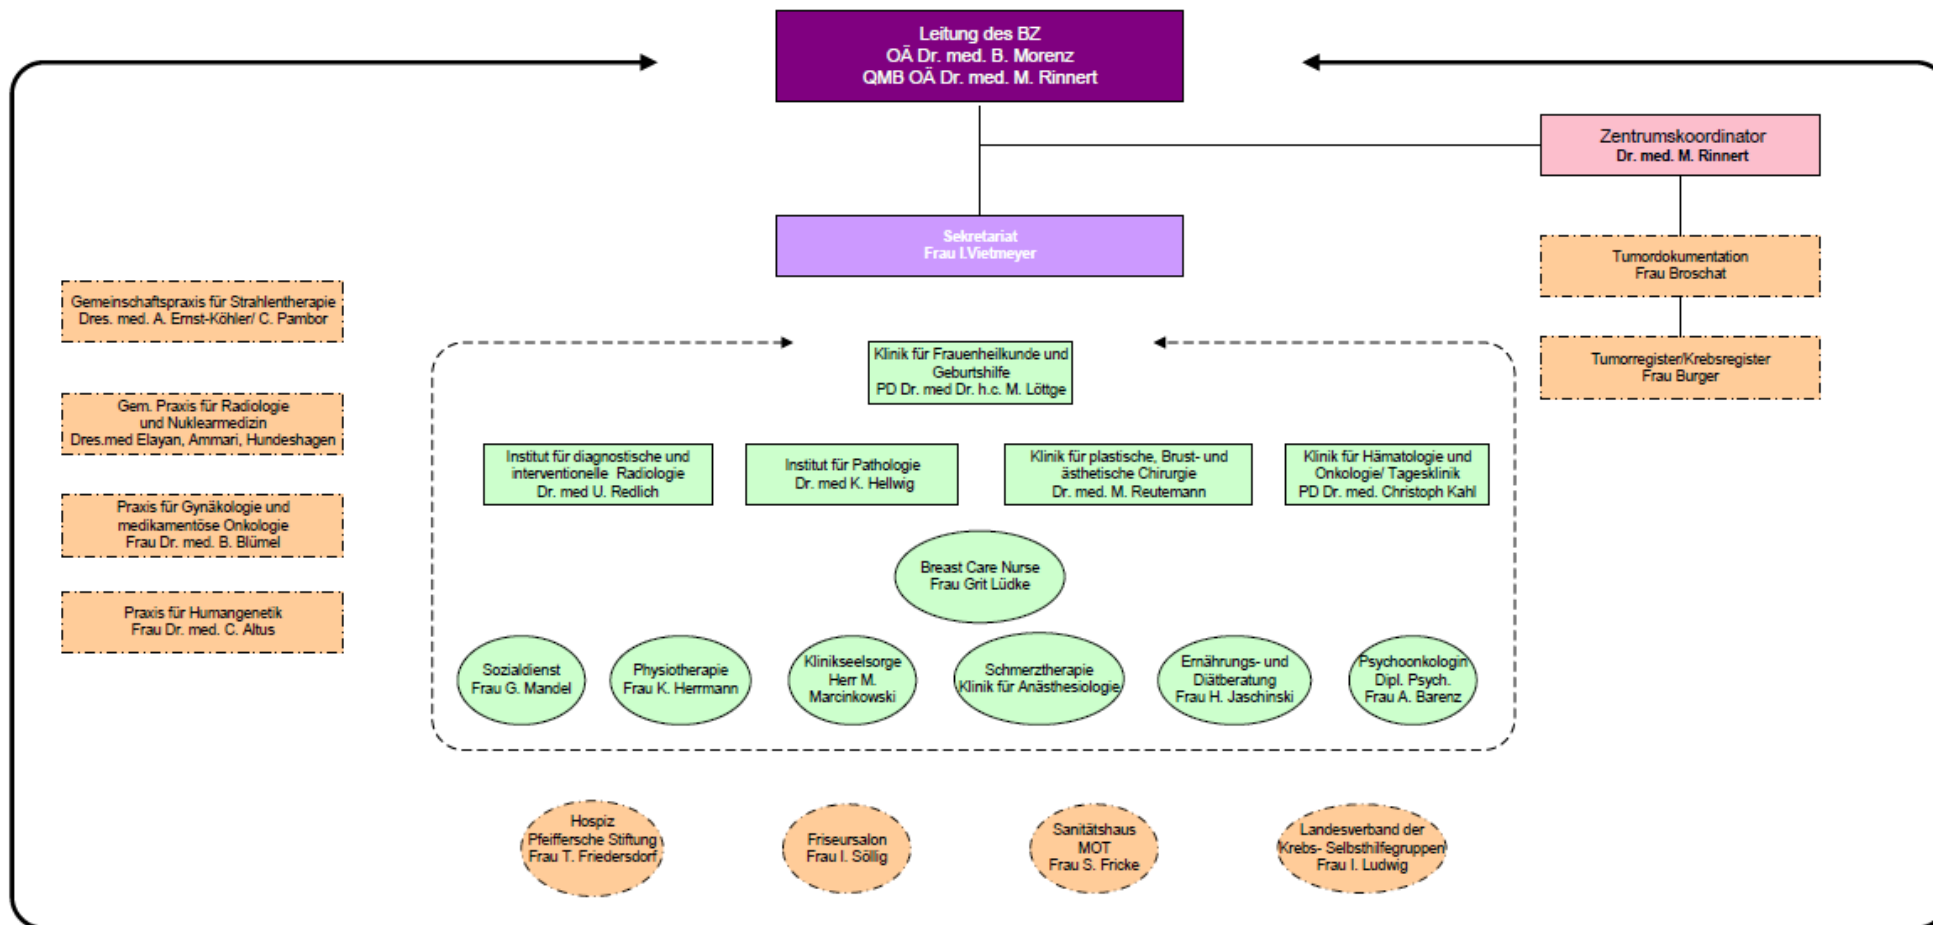 Leitung des BZ
OÄ Dr. med. B. Morenz
QMB OÄ Dr. med. M. Rinnert
Zentrumskoordinator
Dr. med. M. Rinnert
Sekretariat
Frau I.Vietmeyer
Tumordokumentation
Frau Broschat
Tumorregister/Krebsregister
Frau Burger
Gemeinschaftspraxis für Strahlentherapie
Dres. med. A. Ernst-Köhler/ C. Pambor
Gem. Praxis für Radiologie
und Nuklearmedizin
Dres.med Elayan, Ammari, Hundeshagen
Praxis für Gynäkologie und
medikamentöse Onkologie
Frau Dr. med. B. Blümel
Praxis für Humangenetik
Frau Dr. med. C. Altus
Klinik für Frauenheilkunde und
Geburtshilfe
PD Dr. med Dr. h.c. M. Löttge
Institut für diagnostische und
interventionelle Radiologie
Dr. med U. Redlich
Institut für Pathologie
Dr. med K. Hellwig
Klinik für plastische, Brust- und
ästhetische Chirurgie
Dr. med. M. Reutemann
Klinik für Hämatologie und
Onkologie/ Tagesklinik
PD Dr. med. Christoph Kahl
Breast Care Nurse
Frau Grit Lüdke
Sozialdienst
Frau G. Mandel
Physiotherapie
Frau K. Herrmann
Klinikseelsorge
Herr M.
Marcinkowski
Schmerztherapie
Klinik für Anästhesiologie
Ernährungs- und
Diätberatung
Frau H. Jaschinski
Psychoonkologin
Dipl. Psych.
Frau A. Barenz
Hospiz
Pfeiffersche Stiftung
Frau T. Friedersdorf
Friseursalon
Frau I. Söllig
Sanitätshaus
MOT
Frau S. Fricke
Landesverband der
Krebs- Selbsthilfegruppen
Frau I. Ludwig